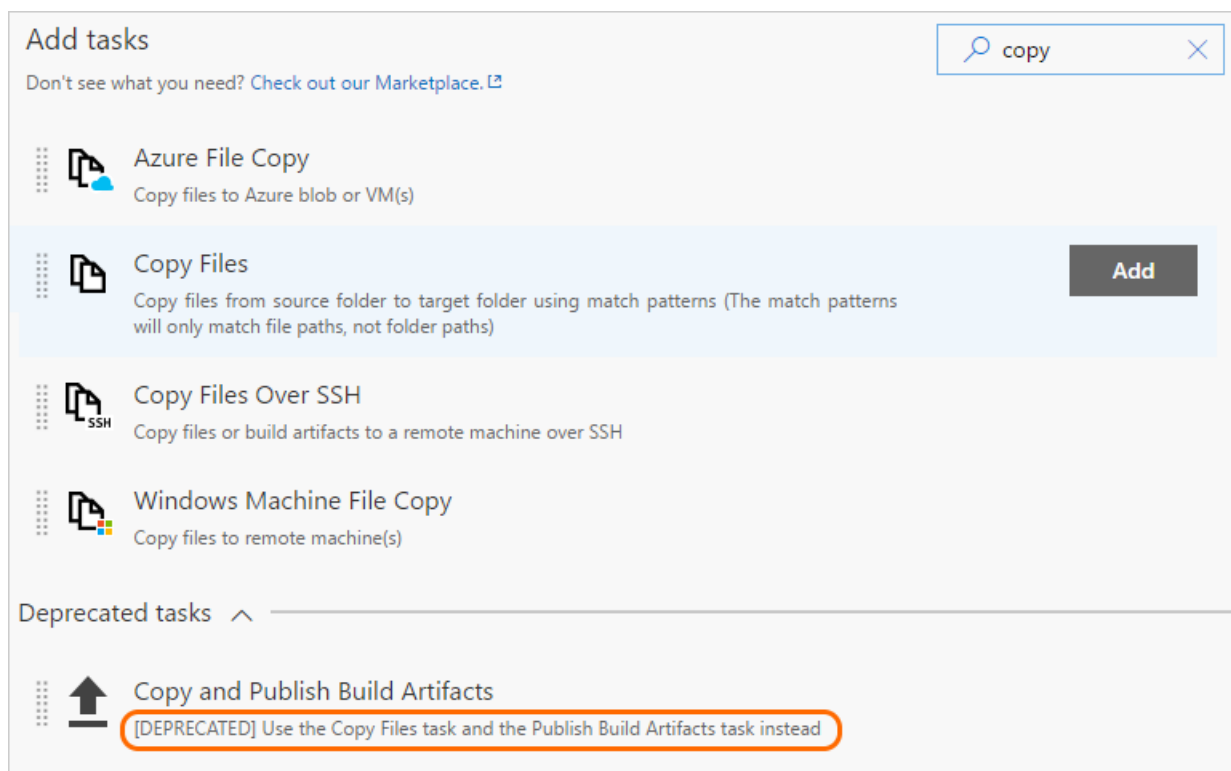 Add tasks
copy
Don't see what you need? Check out our Marketplace.
Azure File Copy
Copy files to Azure blob or VM(s)
Copy Files
Add
Copy files from source folder to target folder using match patterns (The match patterns
will only match file paths, not folder paths)
SSH
Copy Files Over SSH
Copy files or build artifacts to a remote machine over SSH
Windows Machine File Copy
Copy files to remote machine(s)
Deprecated tasks
Copy and Publish Build Artifacts
[DEPRECATED] Use the Copy Files task and the Publish Build Artifacts task instead